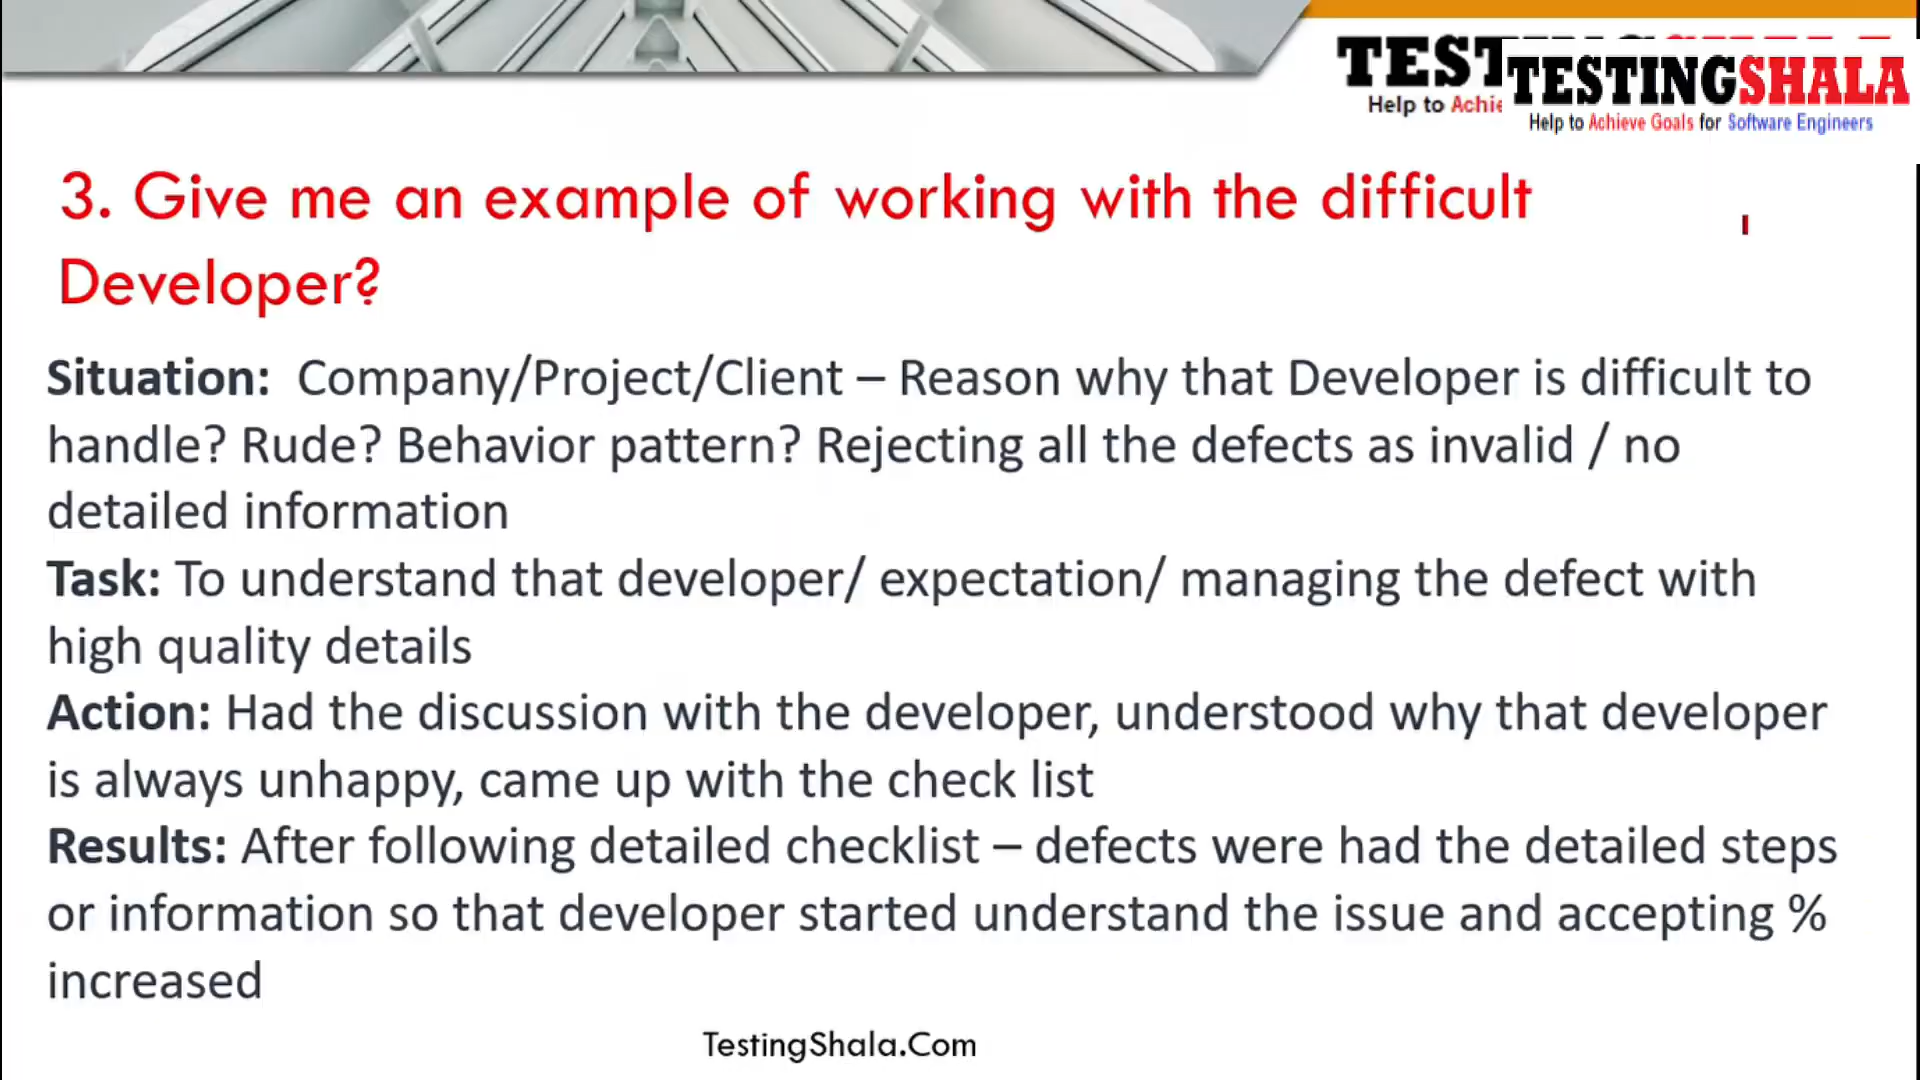 TEST
Help to Achie
TESTINGSHALA
Help to Achieve Goals for Software Engineers
3. Give me an example of working with the difficult
Developer?
Situation: Company/Project/Client – Reason why that Developer is difficult to
handle? Rude? Behavior pattern? Rejecting all the defects as invalid / no
detailed information
Task: To understand that developer/ expectation/ managing the defect with
high quality details
Action: Had the discussion with the developer, understood why that developer
is always unhappy, came up with the check list
Results: After following detailed checklist – defects were had the detailed steps
or information so that developer started understand the issue and accepting %
increased
TestingShala.Com